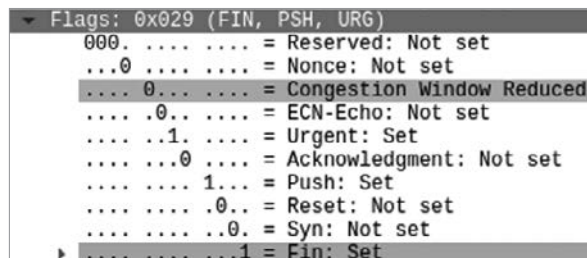 Flags: 0x029 (FIN, PSH, URG)
000. .... .... = Reserved: Not set
...0 .... .... = Nonce: Not set
.... 0... .... = Congestion Window Reduced
.... .0.. .... = ECN-Echo: Not set
.... ..1. .... = Urgent: Set
.... ...0 .... = Acknowledgment: Not set
.... .... 1... = Push: Set
.... .... .0.. = Reset: Not set
.... .... ..0. = Syn: Not set
.... .... ...1 = Fin: Set